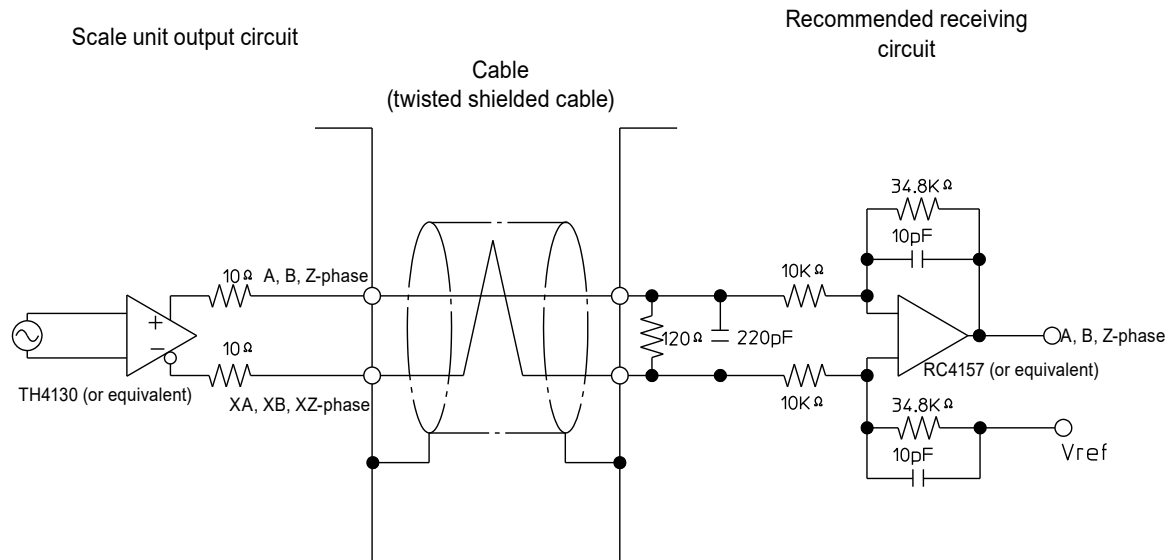 Scale unit output circuit
Recommended receiving
circuit
Cable
(twisted shielded cable)
34.8KΩ
10pF
10Ω
A, B, Z-phase
10KΩ
+
−
120Ω
220pF
A, B, Z-phase
10Ω
RC4157 (or equivalent)
TH4130 (or equivalent)
XA, XB, XZ-phase
10KΩ
34.8KΩ
10pF
Vref